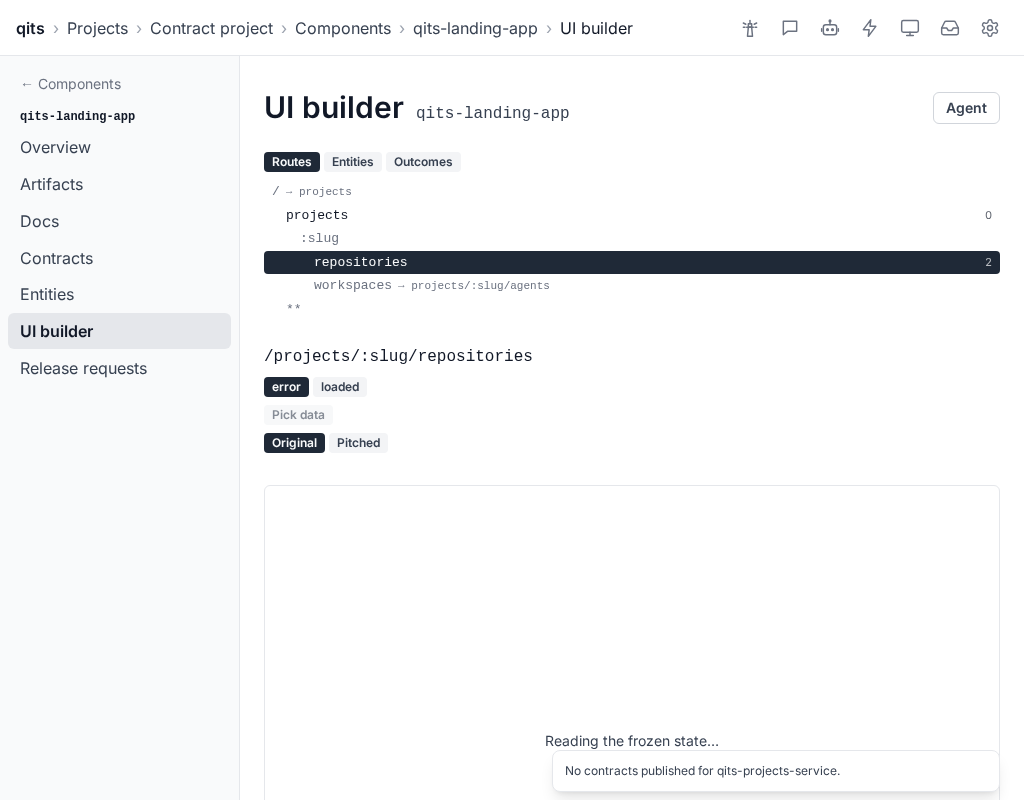 qits › Projects › Contract project › Components › qits-landing-app › UI builder
← Components
qits-landing-app
Overview
Artifacts
Docs
Contracts
Entities
UI builder
Release requests
UI builder qits-landing-app
Agent
Routes Entities Outcomes
/ → projects
projects 0
:slug
repositories 2
workspaces → projects/:slug/agents
**
/projects/:slug/repositories
error loaded
Pick data
Original Pitched
Reading the frozen state…
No contracts published for qits-projects-service.